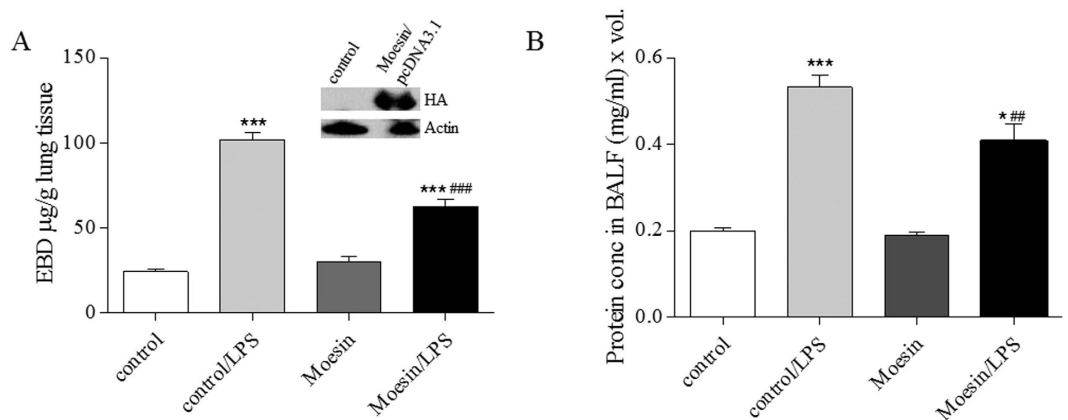 A
EBD µg/g lung tissue
150
100
50
0
***
*** ###
control
Moesin/
pcDNA3.1
HA
Actin
control
control/LPS
Moesin
Moesin/LPS
B
Protein conc in BALF (mg/ml) x vol.
0.6
0.4
0.2
0.0
***
* ##
control
control/LPS
Moesin
Moesin/LPS